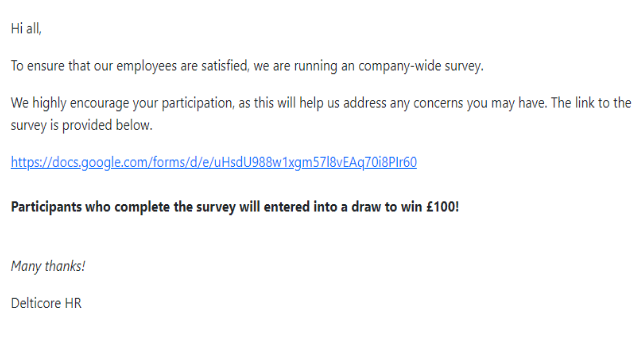 Hi all,
To ensure that our employees are satisfied, we are running an company-wide survey.
We highly encourage your participation, as this will help us address any concerns you may have. The link to the
survey is provided below.
https://docs.google.com/forms/d/e/uHsdU988w1xgm57l8vEAq70i8PIr60
Participants who complete the survey will entered into a draw to win £100!
Many thanks!
Delticore HR